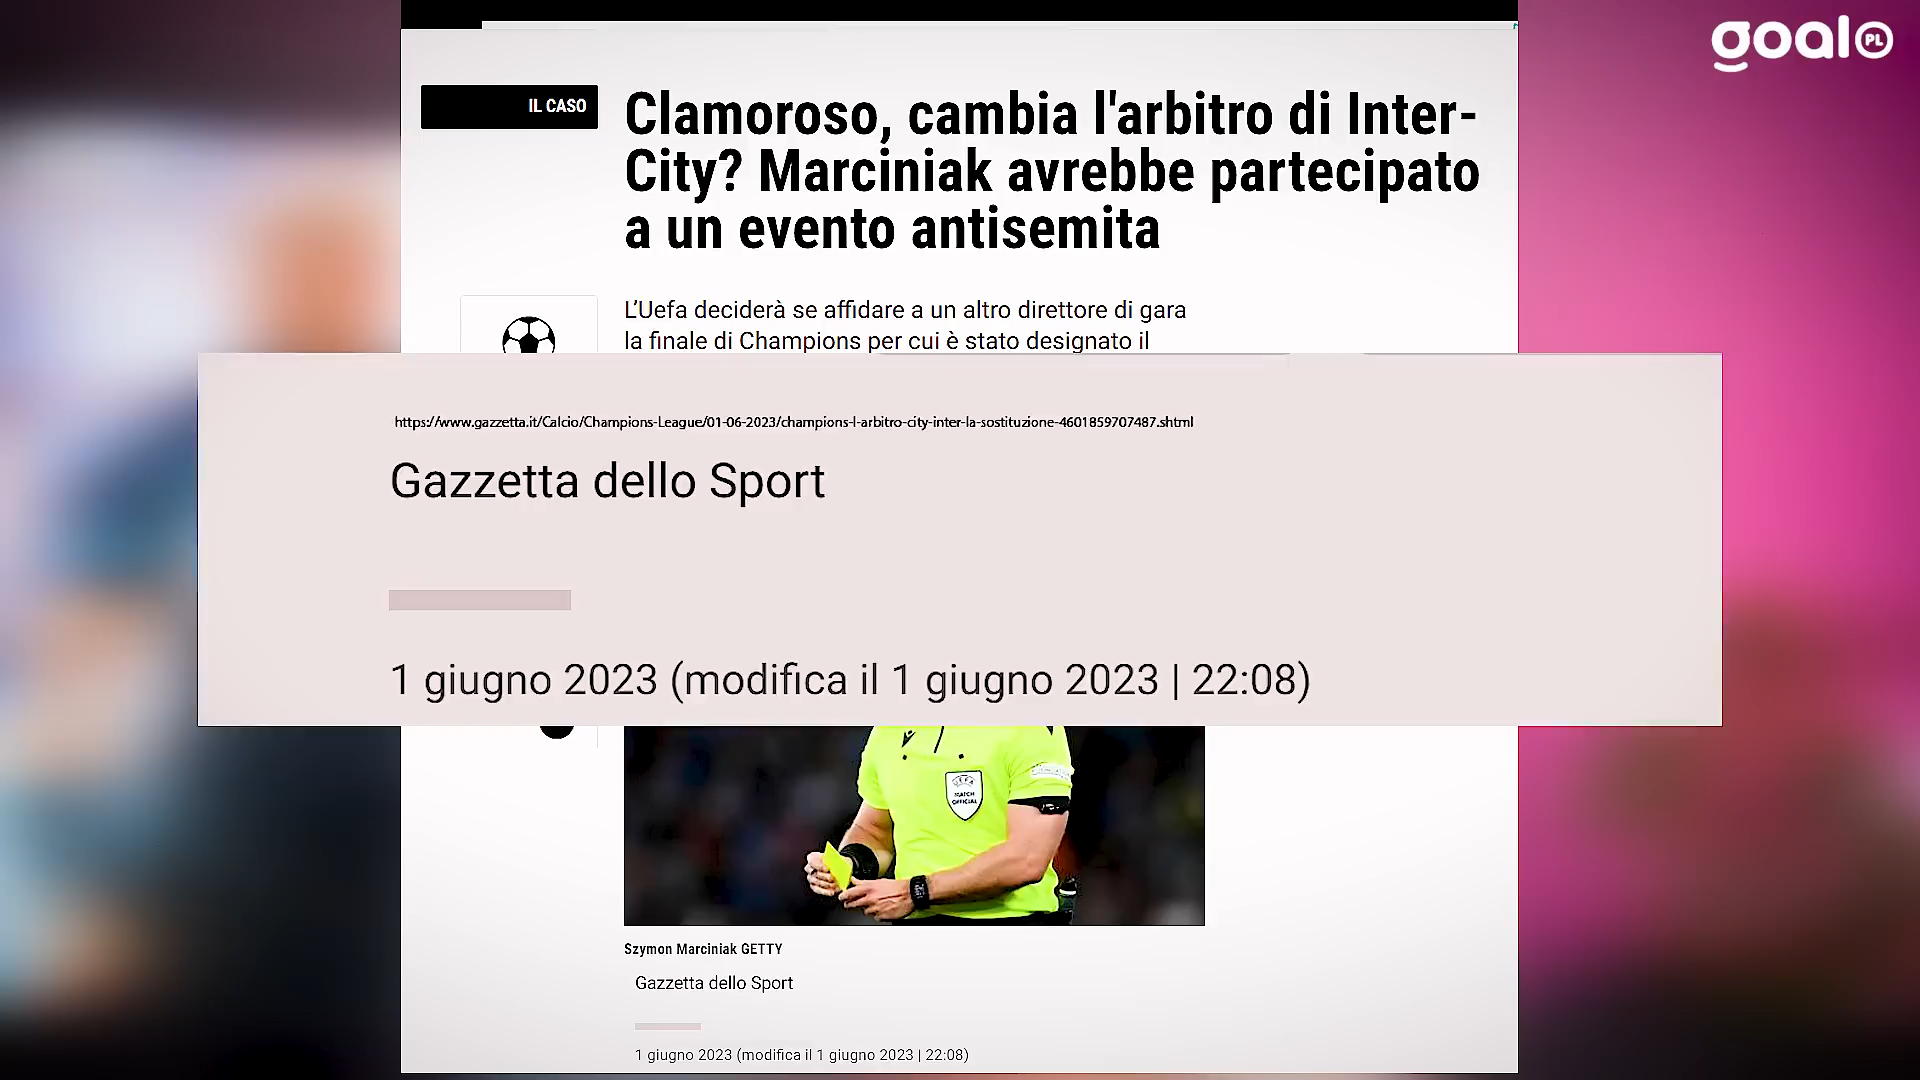 goal PL
IL CASO
Clamoroso, cambia l'arbitro di Inter-
City? Marciniak avrebbe partecipato
a un evento antisemita
L'Uefa deciderà se affidare a un altro direttore di gara
la finale di Champions per cui è stato designato il
https://www.gazzetta.it/Calcio/Champions-League/01-06-2023/champions-l-arbitro-city-inter-la-sostituzione-4601859707487.shtml
Gazzetta dello Sport
1 giugno 2023 (modifica il 1 giugno 2023 | 22:08)
UEFA
MATCH
OFFICIAL
Szymon Marciniak GETTY
Gazzetta dello Sport
1 giugno 2023 (modifica il 1 giugno 2023 | 22:08)